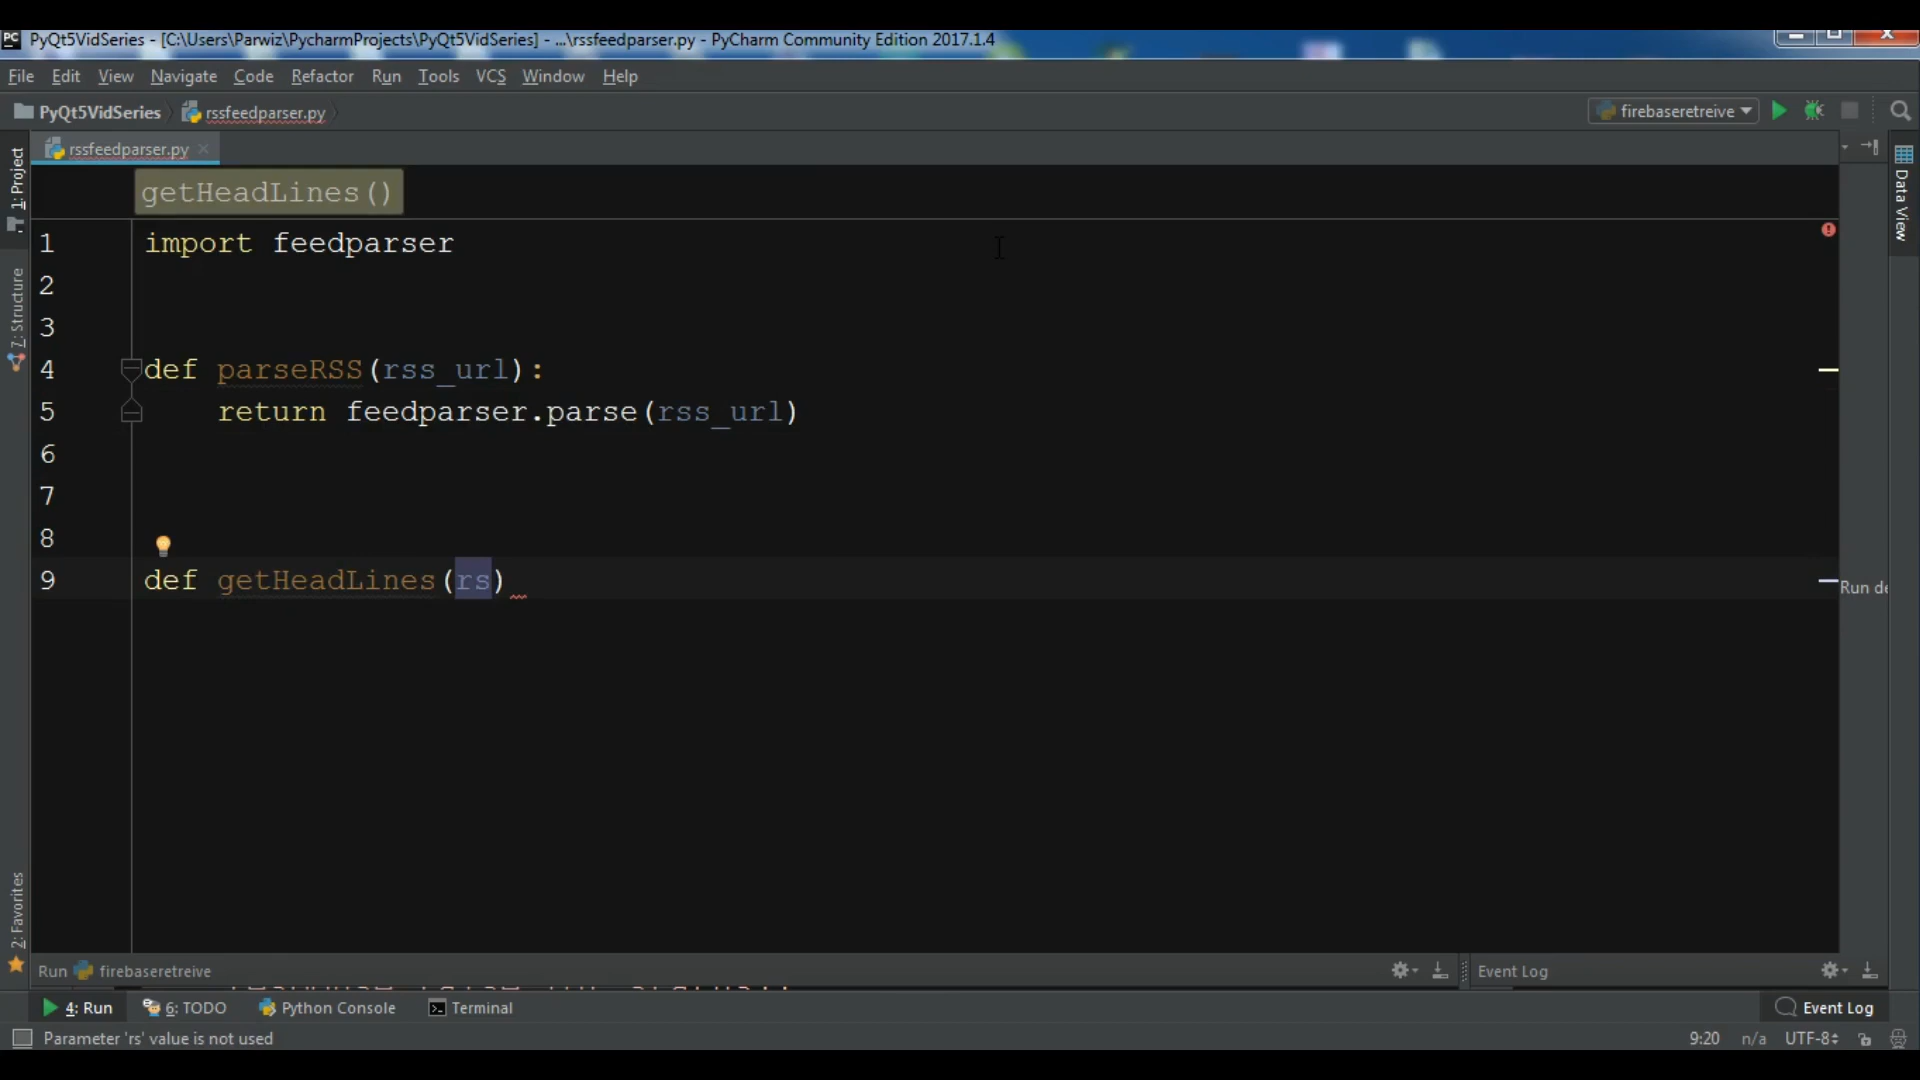 PC PyQt5VidSeries - [C:\Users\Parwiz\PycharmProjects\PyQt5VidSeries] - ...\rssfeedparser.py - PyCharm Community Edition 2017.1.4
File Edit View Navigate Code Refactor Run Tools VCS Window Help
PyQt5VidSeries rssfeedparser.py firebaseretreive
rssfeedparser.py
1: Project
7: Structure
2: Favorites
Data View
getHeadLines()
1 import feedparser
2
3
4 def parseRSS(rss_url):
5 return feedparser.parse(rss_url)
6
7
8
9 def getHeadLines(rs)
Run de
Run firebaseretreive Event Log
4: Run 6: TODO Python Console Terminal Event Log
Parameter 'rs' value is not used 9:20 n/a UTF-8